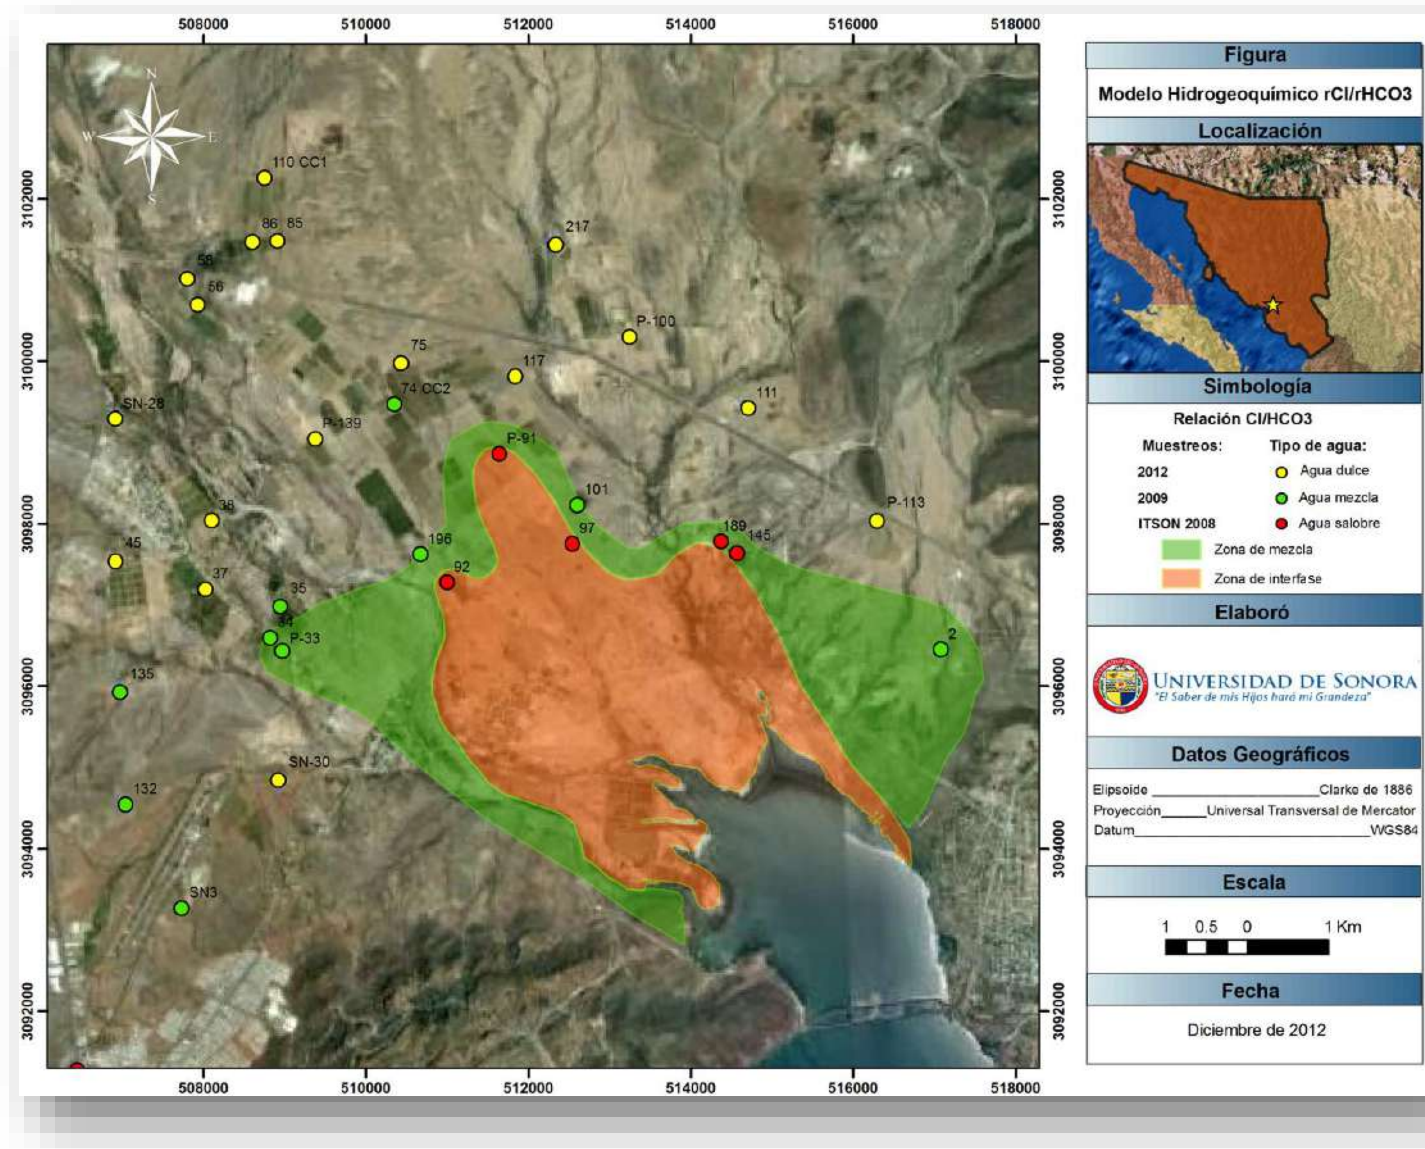 508000 510000 512000 514000 516000 518000
3102000
3100000
3098000
3096000
3094000
3092000
N
W E
S
110 CC1
86 85
217
58
56
P-100
75
117
74 CC2
111
SN-28
P-139
P-91
101
P-113
38
97
189
145
196
45
92
37
35
34
P-33
2
135
SN-30
132
SN3
3102000
3100000
3098000
3096000
3094000
3092000
508000 510000 512000 514000 516000 518000
Figura
Modelo Hidrogeoquímico rCl/rHCO3
Localización
Simbología
Relación Cl/HCO3
Muestreos: Tipo de agua:
2012 Agua dulce
2009 Agua mezcla
ITSON 2008 Agua salobre
Zona de mezcla
Zona de interfase
Elaboró
UNIVERSIDAD DE SONORA
"El Saber de mis Hijos hará mi Grandeza"
Datos Geográficos
Elipsoide Clarke de 1886
Proyección Universal Transversal de Mercator
Datum WGS84
Escala
1 0.5 0 1 Km
Fecha
Diciembre de 2012